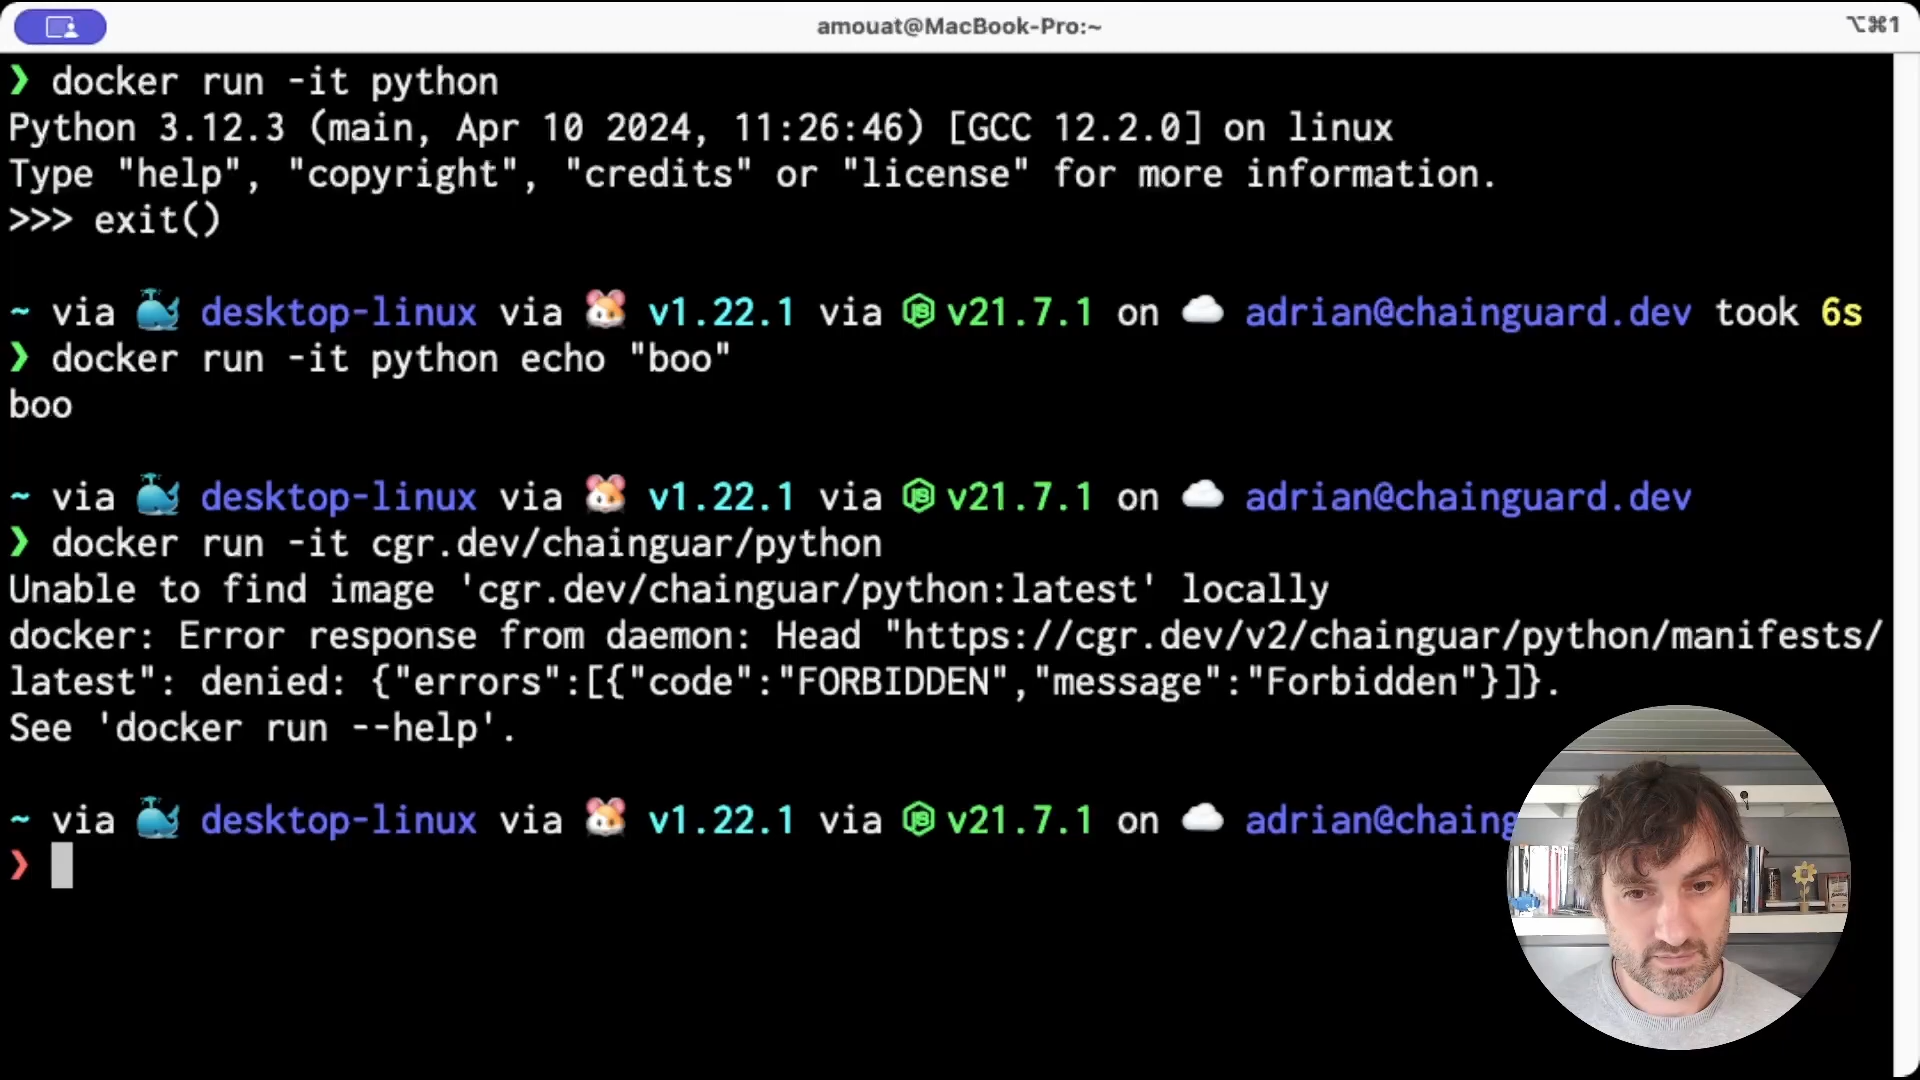 amouat@MacBook-Pro:~
⌥⌘1
❯ docker run -it python
Python 3.12.3 (main, Apr 10 2024, 11:26:46) [GCC 12.2.0] on linux
Type "help", "copyright", "credits" or "license" for more information.
>>> exit()
~ via 🐳 desktop-linux via 🐹 v1.22.1 via v21.7.1 on ☁️ adrian@chainguard.dev took 6s
❯ docker run -it python echo "boo"
boo
~ via 🐳 desktop-linux via 🐹 v1.22.1 via v21.7.1 on ☁️ adrian@chainguard.dev
❯ docker run -it cgr.dev/chainguar/python
Unable to find image 'cgr.dev/chainguar/python:latest' locally
docker: Error response from daemon: Head "https://cgr.dev/v2/chainguar/python/manifests/
latest": denied: {"errors":[{"code":"FORBIDDEN","message":"Forbidden"}]}.
See 'docker run --help'.
~ via 🐳 desktop-linux via 🐹 v1.22.1 via v21.7.1 on ☁️ adrian@chaing
❯